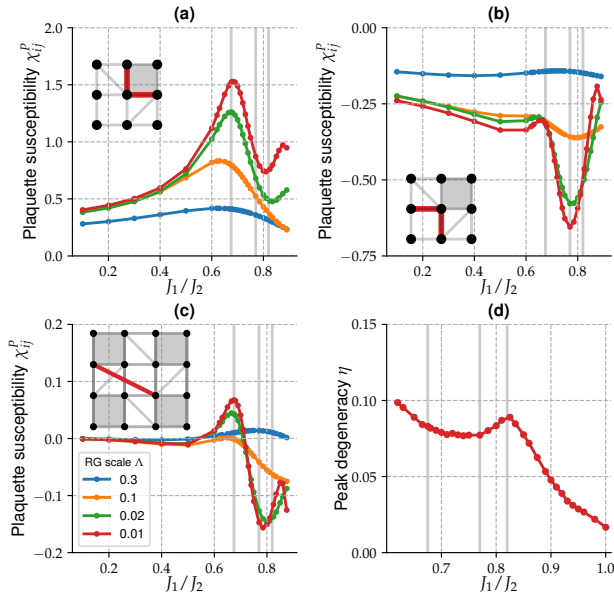 (a)
Plaquette susceptibility χᵢⱼᴾ
2.0
1.5
1.0
0.5
0.0
0.2 0.4 0.6 0.8
J₁/J₂
(b)
Plaquette susceptibility χᵢⱼᴾ
0.00
−0.25
−0.50
−0.75
0.2 0.4 0.6 0.8
J₁/J₂
(c)
Plaquette susceptibility χᵢⱼᴾ
0.2
0.1
0.0
−0.1
−0.2
RG scale Λ
0.3
0.1
0.02
0.01
0.2 0.4 0.6 0.8
J₁/J₂
(d)
Peak degeneracy η
0.15
0.10
0.05
0.00
0.7 0.8 0.9 1.0
J₁/J₂